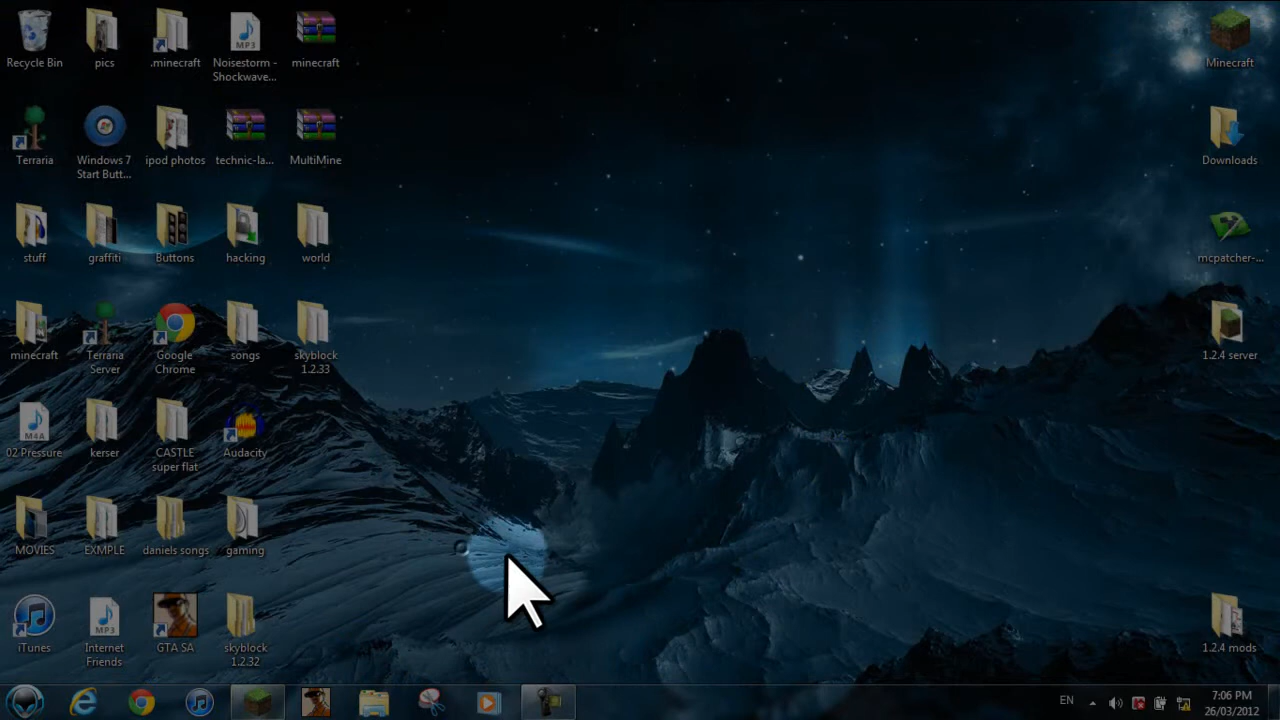 Recycle Bin
pics
.minecraft
Noisestorm -
Shockwave...
minecraft
Minecraft
MP3
Terraria
Windows 7
Start Butt...
ipod photos
technic-la...
MultiMine
Downloads
stuff
graffiti
Buttons
hacking
world
mcpatcher-...
minecraft
Terraria
Server
Google
Chrome
songs
skyblock
1.2.33
1.2.4 server
M4A
02 Pressure
kerser
CASTLE
super flat
Audacity
MOVIES
EXMPLE
daniels songs
gaming
MP3
iTunes
Internet
Friends
GTA SA
skyblock
1.2.32
1.2.4 mods
EN
7:06 PM
26/03/2012